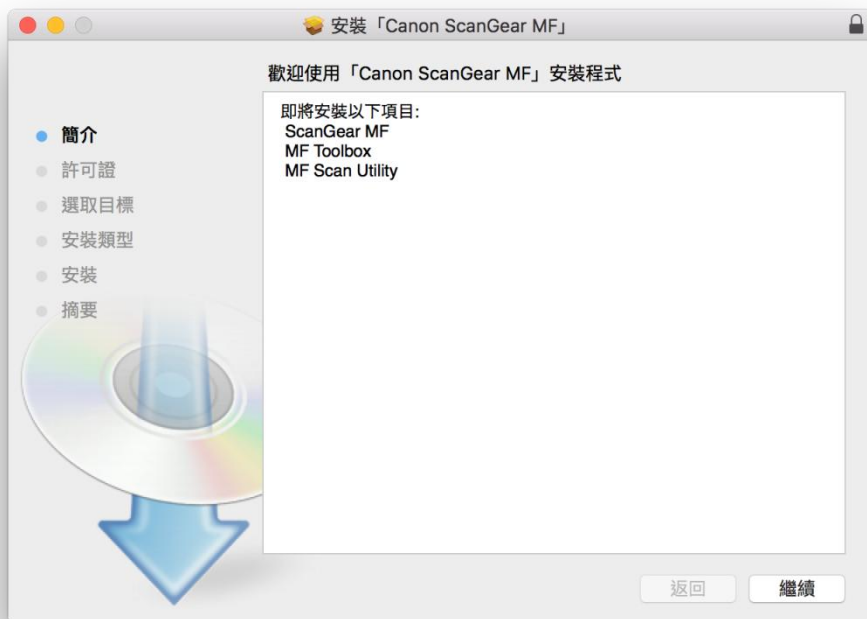 安裝「Canon ScanGear MF」
歡迎使用「Canon ScanGear MF」安裝程式
簡介
許可證
選取目標
安裝類型
安裝
摘要
即將安裝以下項目:
ScanGear MF
MF Toolbox
MF Scan Utility
返回
繼續